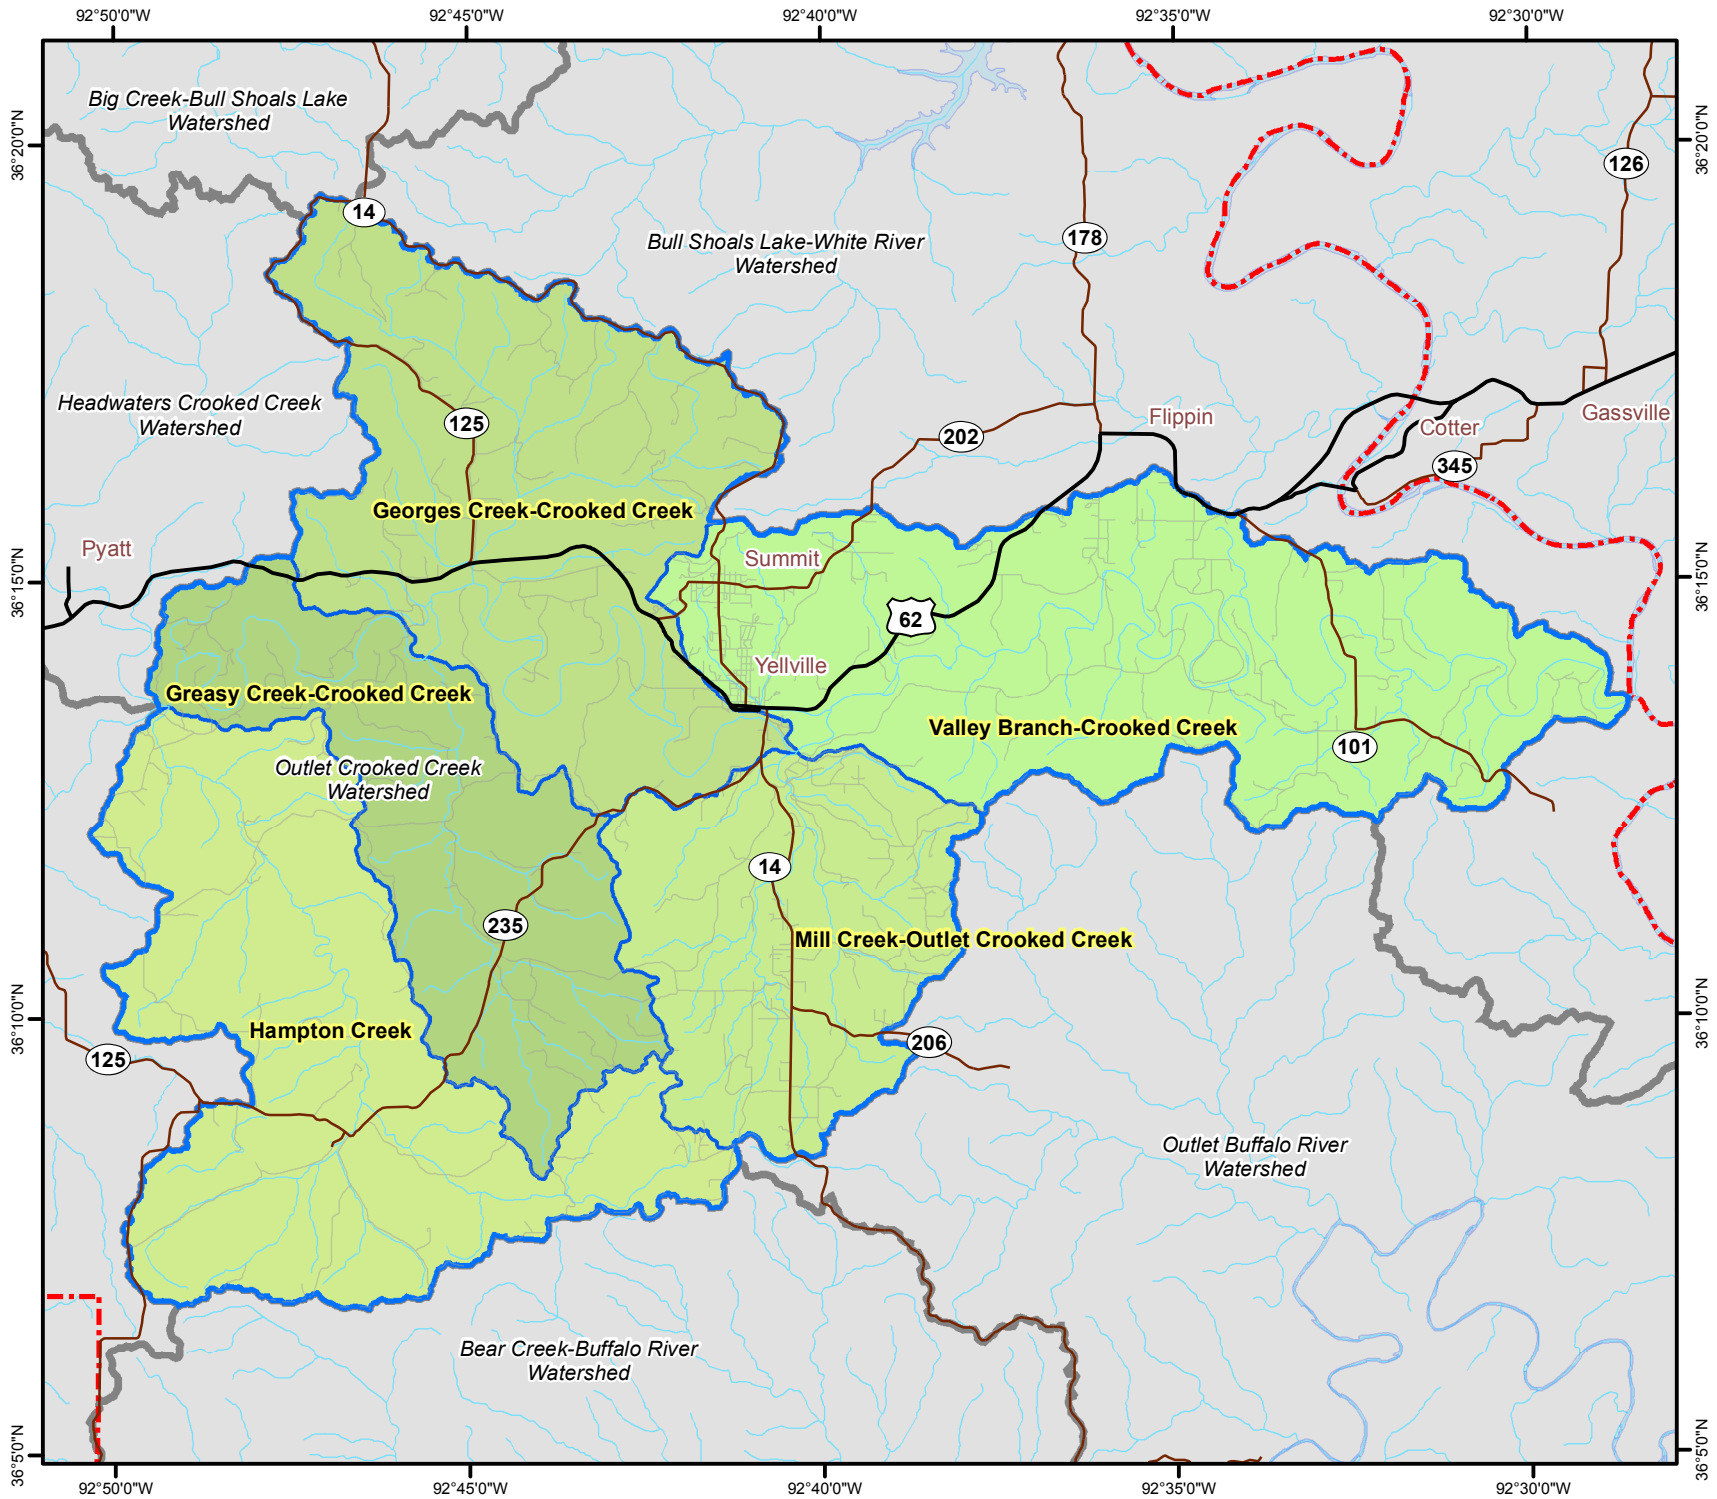 92°50'0"W
92°45'0"W
92°40'0"W
92°35'0"W
92°30'0"W
36°20'0"N
36°20'0"N
Big Creek-Bull Shoals Lake
Watershed
126
14
178
Bull Shoals Lake-White River
Watershed
Headwaters Crooked Creek
Watershed
125
202
Flippin
Cotter
Gassville
345
Georges Creek-Crooked Creek
Pyatt
Summit
36°15'0"N
36°15'0"N
62
Yellville
Greasy Creek-Crooked Creek
Valley Branch-Crooked Creek
101
Outlet Crooked Creek
Watershed
14
235
Mill Creek-Outlet Crooked Creek
36°10'0"N
36°10'0"N
Hampton Creek
206
125
Outlet Buffalo River
Watershed
Bear Creek-Buffalo River
Watershed
36°5'0"N
36°5'0"N
92°50'0"W
92°45'0"W
92°40'0"W
92°35'0"W
92°30'0"W